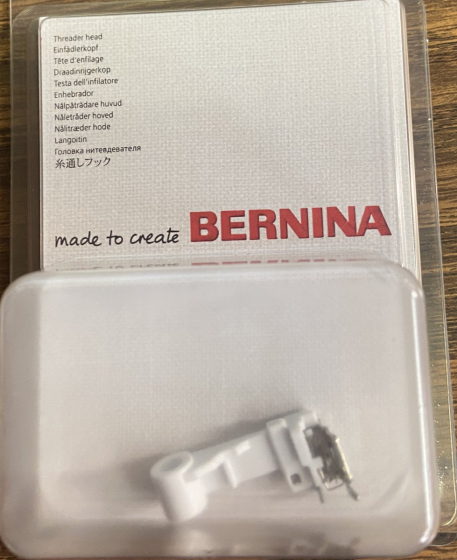 Threader head
Einfädlerkopf
Tête d'enfilage
Draadinrijgerkop
Testa dell'infilatore
Enhebrador
Nålpåträdare huvud
Nåletråder hoved
Nålitræder hode
Langoitin
Головка нитевдевателя
糸通しフック
made to create BERNINA